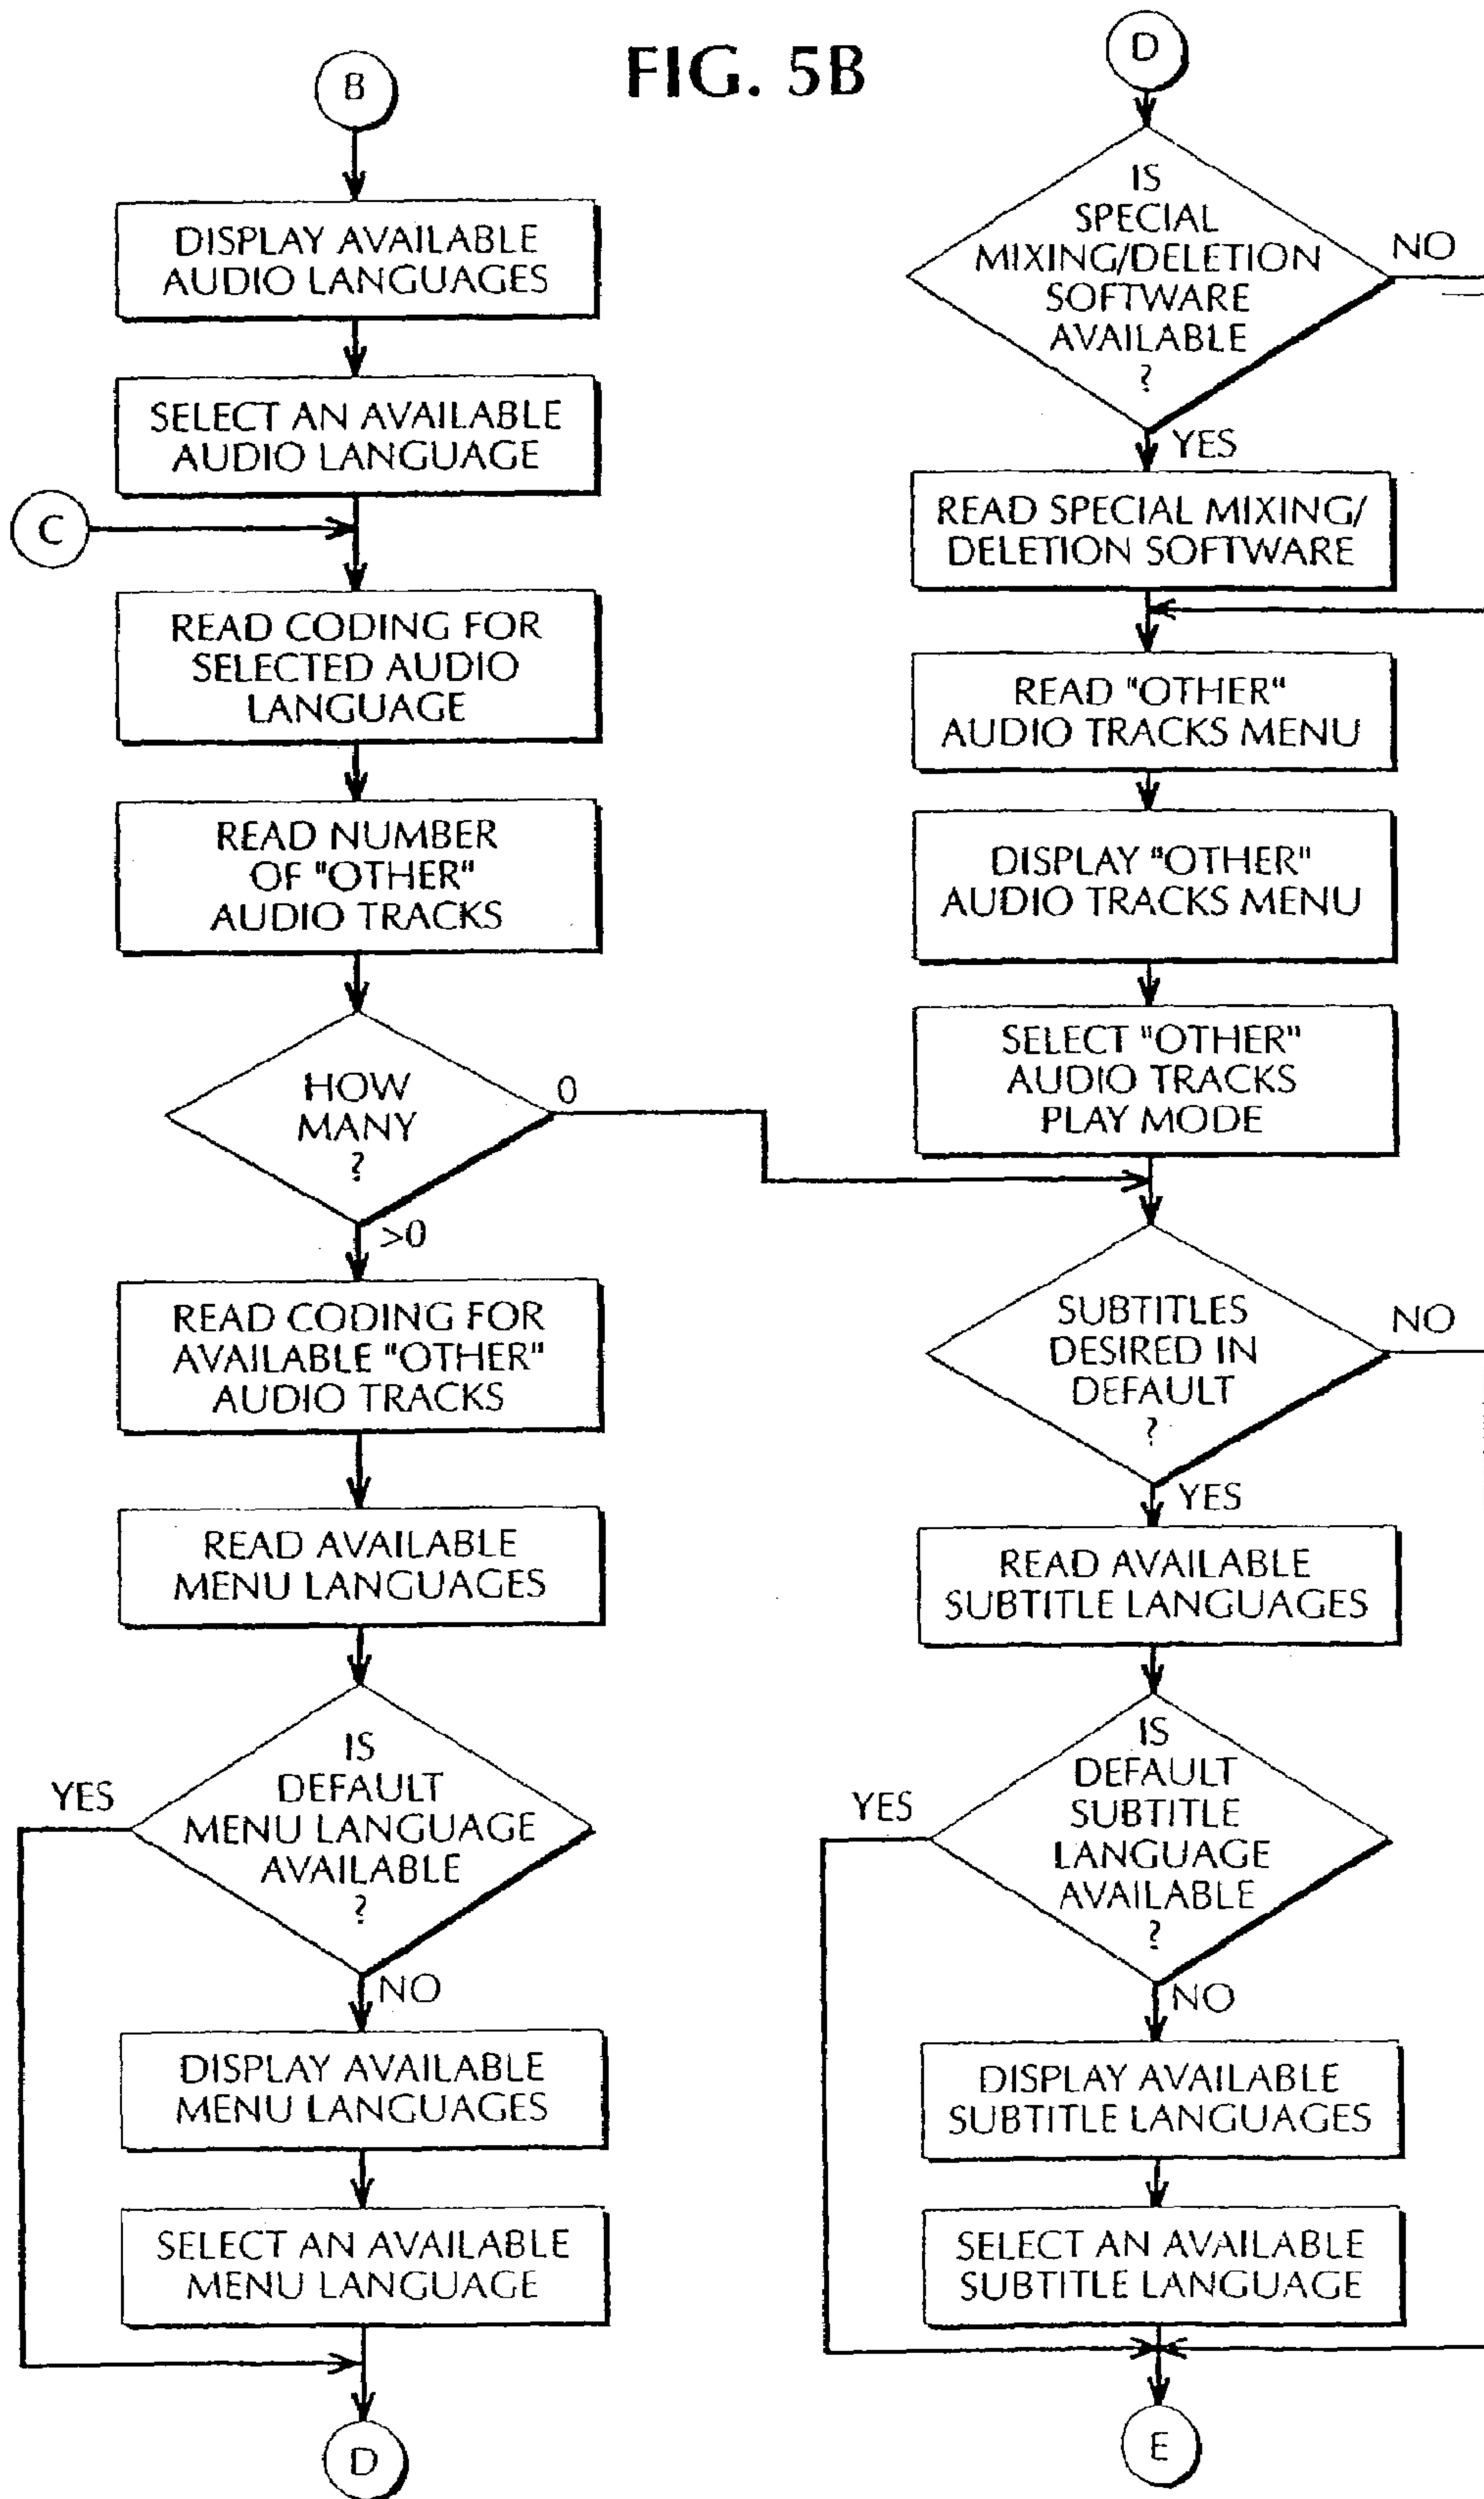 FIG. 5B
B
DISPLAY AVAILABLE
AUDIO LANGUAGES
SELECT AN AVAILABLE
AUDIO LANGUAGE
C
READ CODING FOR
SELECTED AUDIO
LANGUAGE
READ NUMBER
OF "OTHER"
AUDIO TRACKS
HOW
MANY
?
0
>0
READ CODING FOR
AVAILABLE "OTHER"
AUDIO TRACKS
READ AVAILABLE
MENU LANGUAGES
IS
DEFAULT
MENU LANGUAGE
AVAILABLE
?
YES
NO
DISPLAY AVAILABLE
MENU LANGUAGES
SELECT AN AVAILABLE
MENU LANGUAGE
D
D
IS
SPECIAL
MIXING/DELETION
SOFTWARE
AVAILABLE
?
NO
YES
READ SPECIAL MIXING/
DELETION SOFTWARE
READ "OTHER"
AUDIO TRACKS MENU
DISPLAY "OTHER"
AUDIO TRACKS MENU
SELECT "OTHER"
AUDIO TRACKS
PLAY MODE
SUBTITLES
DESIRED IN
DEFAULT
?
NO
YES
READ AVAILABLE
SUBTITLE LANGUAGES
IS
DEFAULT
SUBTITLE
LANGUAGE
AVAILABLE
?
YES
NO
DISPLAY AVAILABLE
SUBTITLE LANGUAGES
SELECT AN AVAILABLE
SUBTITLE LANGUAGE
E